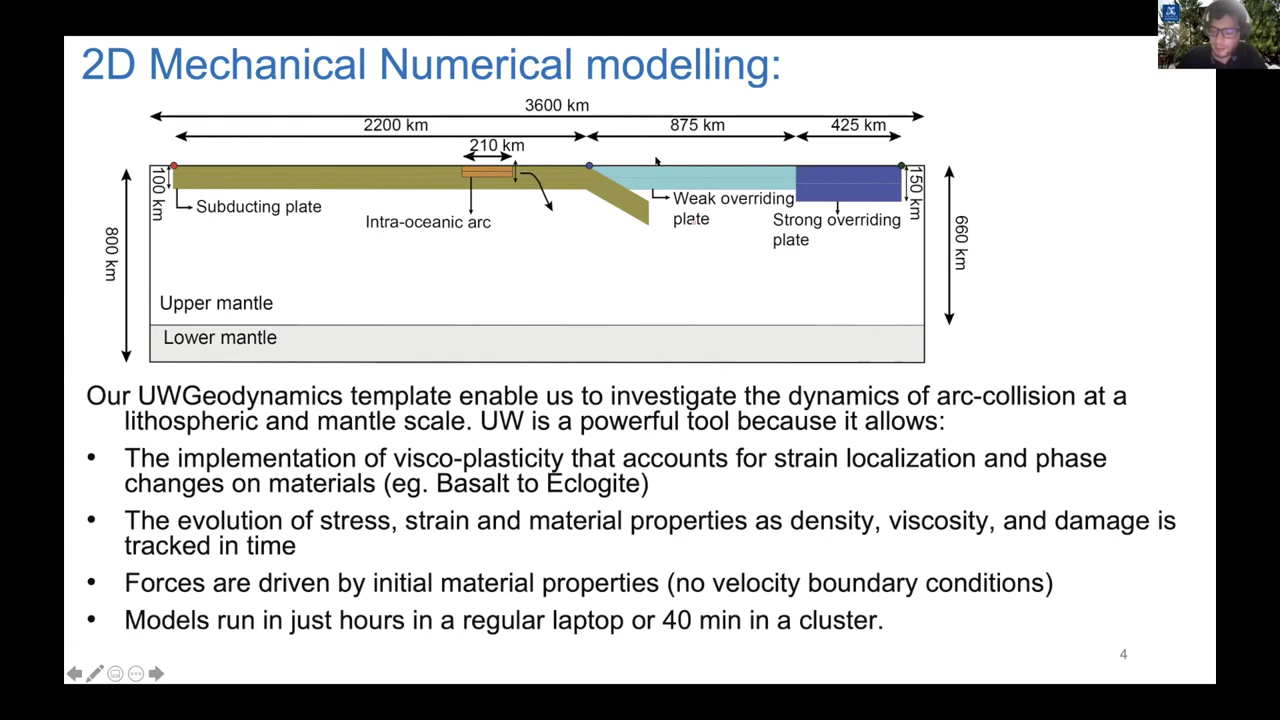 2D Mechanical Numerical modelling:
3600 km
2200 km
875 km
425 km
210 km
100 km
150 km
Subducting plate
Intra-oceanic arc
Weak overriding
plate
Strong overriding
plate
800 km
660 km
Upper mantle
Lower mantle
Our UWGeodynamics template enable us to investigate the dynamics of arc-collision at a
lithospheric and mantle scale. UW is a powerful tool because it allows:
• The implementation of visco-plasticity that accounts for strain localization and phase
changes on materials (eg. Basalt to Eclogite)
• The evolution of stress, strain and material properties as density, viscosity, and damage is
tracked in time
• Forces are driven by initial material properties (no velocity boundary conditions)
• Models run in just hours in a regular laptop or 40 min in a cluster.
4